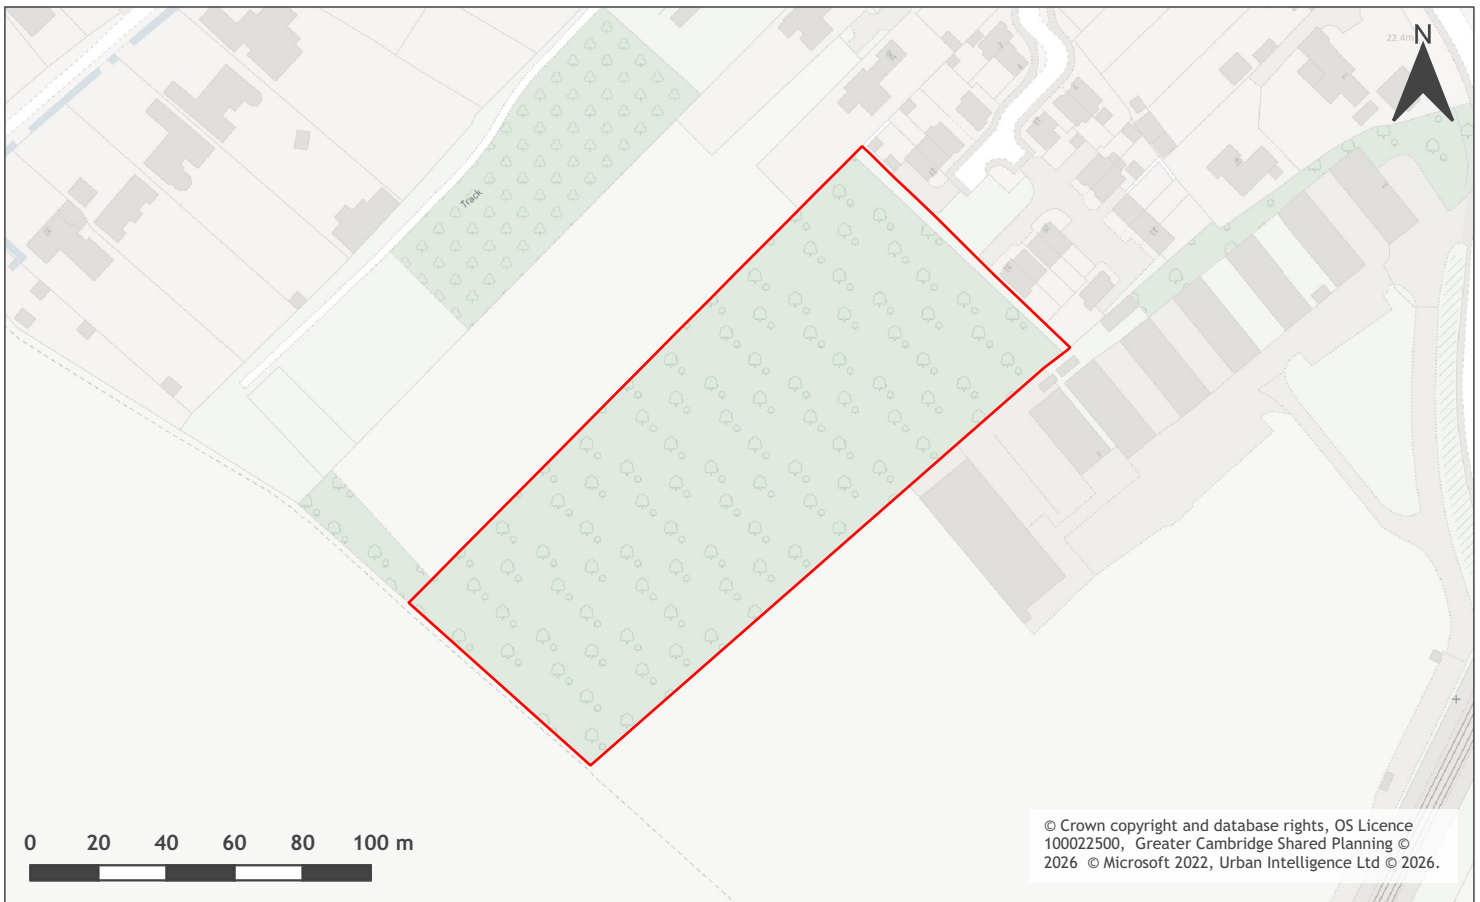 22.4m
N
Track
0 20 40 60 80 100 m
© Crown copyright and database rights, OS Licence
100022500, Greater Cambridge Shared Planning ©
2026 © Microsoft 2022, Urban Intelligence Ltd © 2026.